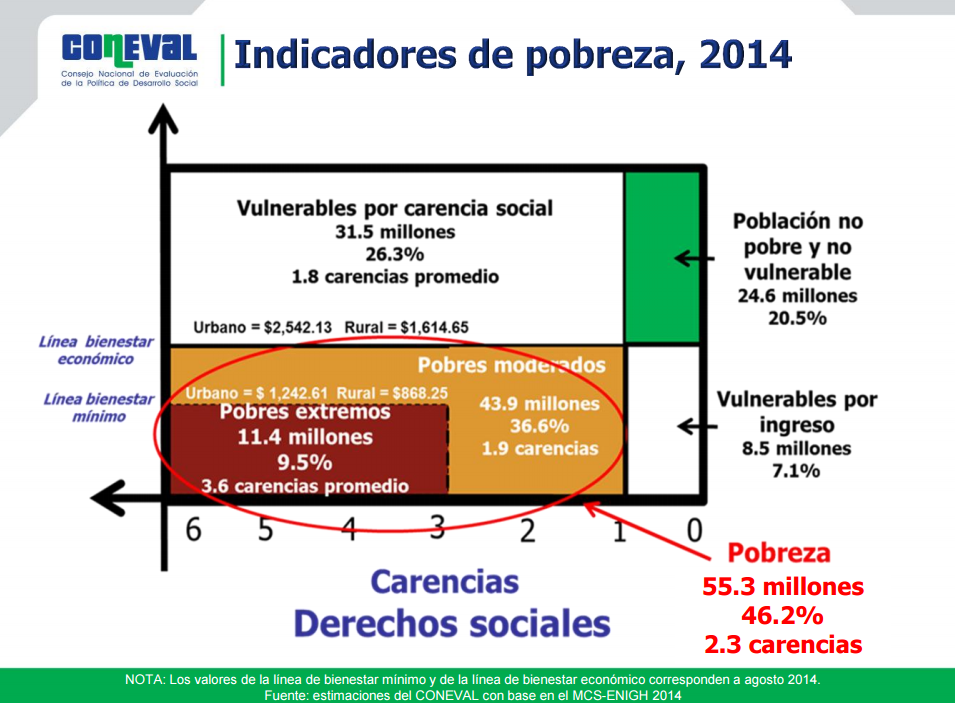 CONEVAL
Consejo Nacional de Evaluación
de la Política de Desarrollo Social
Indicadores de pobreza, 2014
Vulnerables por carencia social
31.5 millones
26.3%
1.8 carencias promedio
Urbano = $2,542.13 Rural = $1,614.65
Población no
pobre y no
vulnerable
24.6 millones
20.5%
Línea bienestar
económico
Línea bienestar
mínimo
Pobres moderados
Urbano = $ 1,242.61 Rural = $868.25
43.9 millones
36.6%
1.9 carencias
Pobres extremos
11.4 millones
9.5%
3.6 carencias promedio
Vulnerables por
ingreso
8.5 millones
7.1%
6 5 4 3 2 1 0
Carencias
Derechos sociales
Pobreza
55.3 millones
46.2%
2.3 carencias
NOTA: Los valores de la línea de bienestar mínimo y de la línea de bienestar económico corresponden a agosto 2014.
Fuente: estimaciones del CONEVAL con base en el MCS-ENIGH 2014